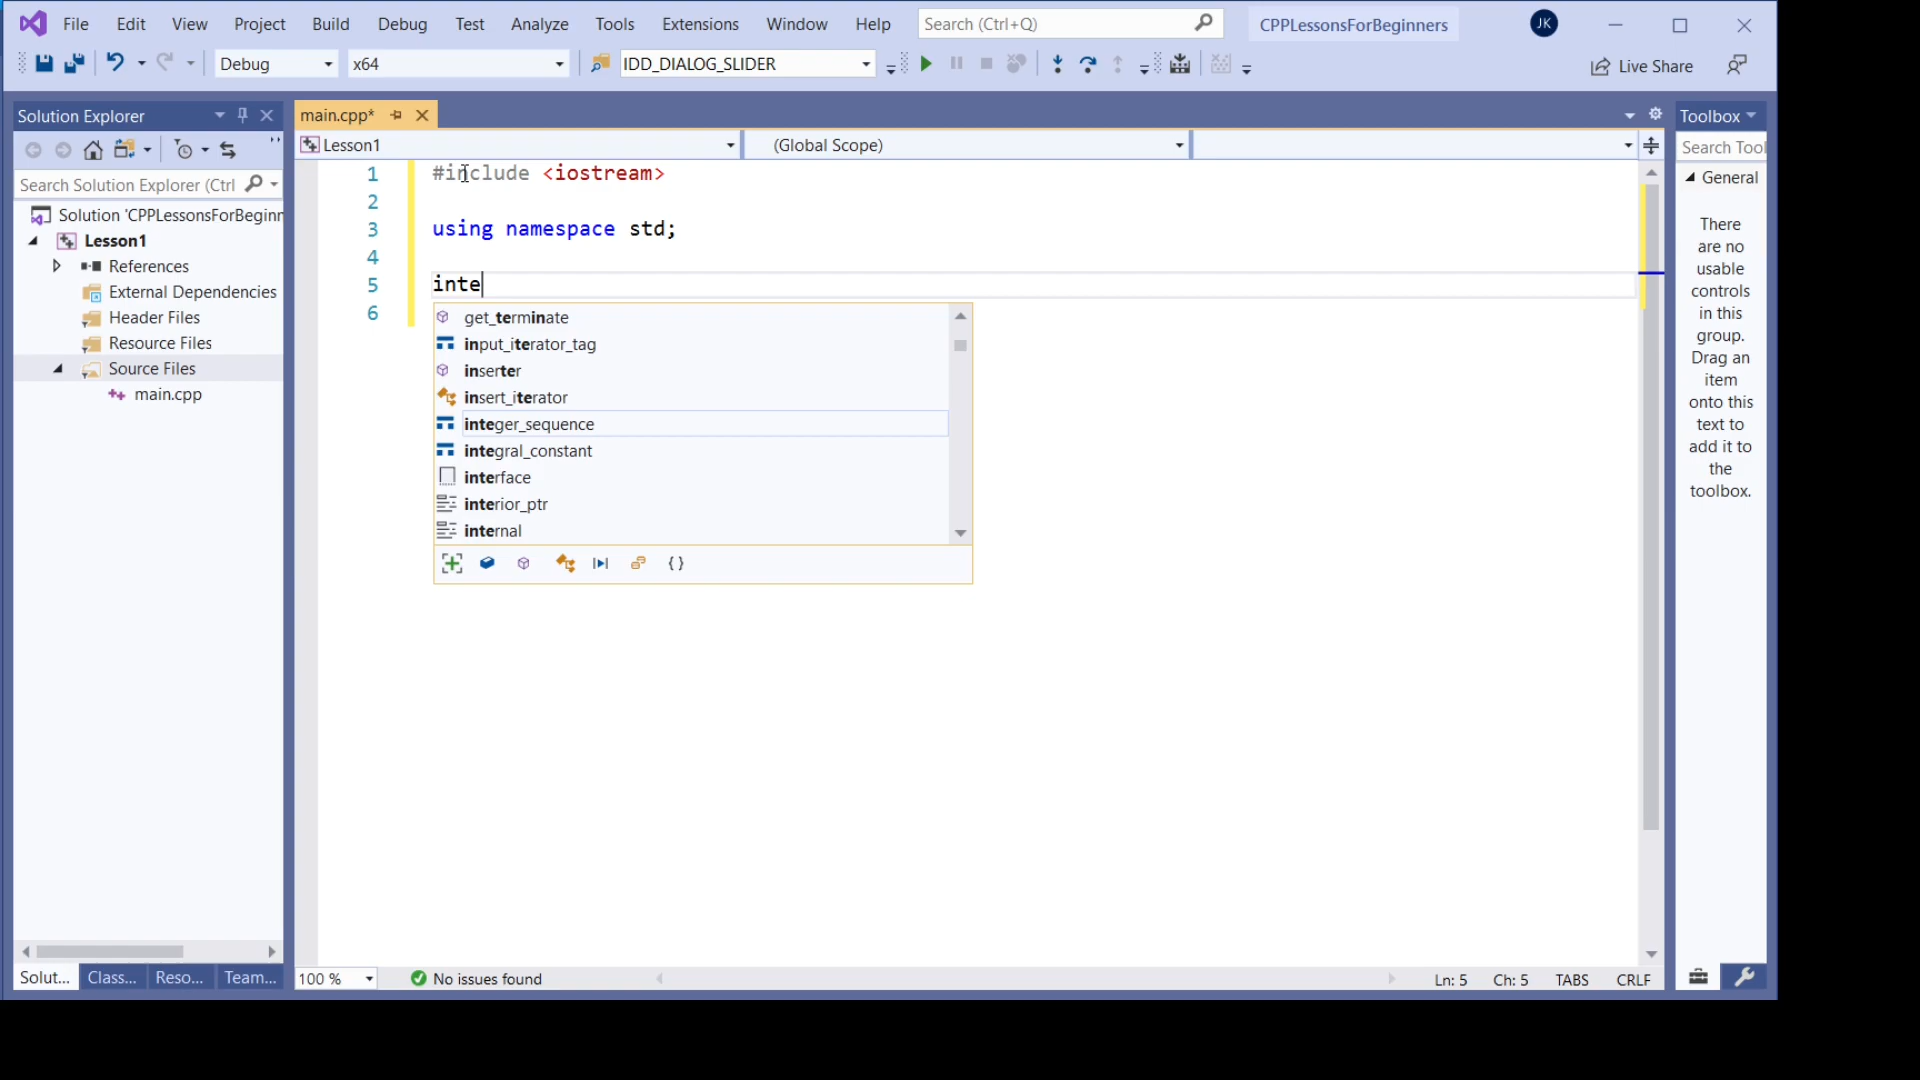 File Edit View Project Build Debug Test Analyze Tools Extensions Window Help Search (Ctrl+Q) CPPLessonsForBeginners JK
Debug x64 IDD_DIALOG_SLIDER Live Share
Solution Explorer
Search Solution Explorer (Ctrl
Solution 'CPPLessonsForBeginn
Lesson1
References
External Dependencies
Header Files
Resource Files
Source Files
main.cpp
Solut... Class... Reso... Team...
main.cpp*
Lesson1 (Global Scope)
1 #include <iostream>
2
3 using namespace std;
4
5 inte
6
get_terminate
input_iterator_tag
inserter
insert_iterator
integer_sequence
integral_constant
interface
interior_ptr
internal
100 % No issues found Ln: 5 Ch: 5 TABS CRLF
Toolbox
Search Tool
General
There
are no
usable
controls
in this
group.
Drag an
item
onto this
text to
add it to
the
toolbox.